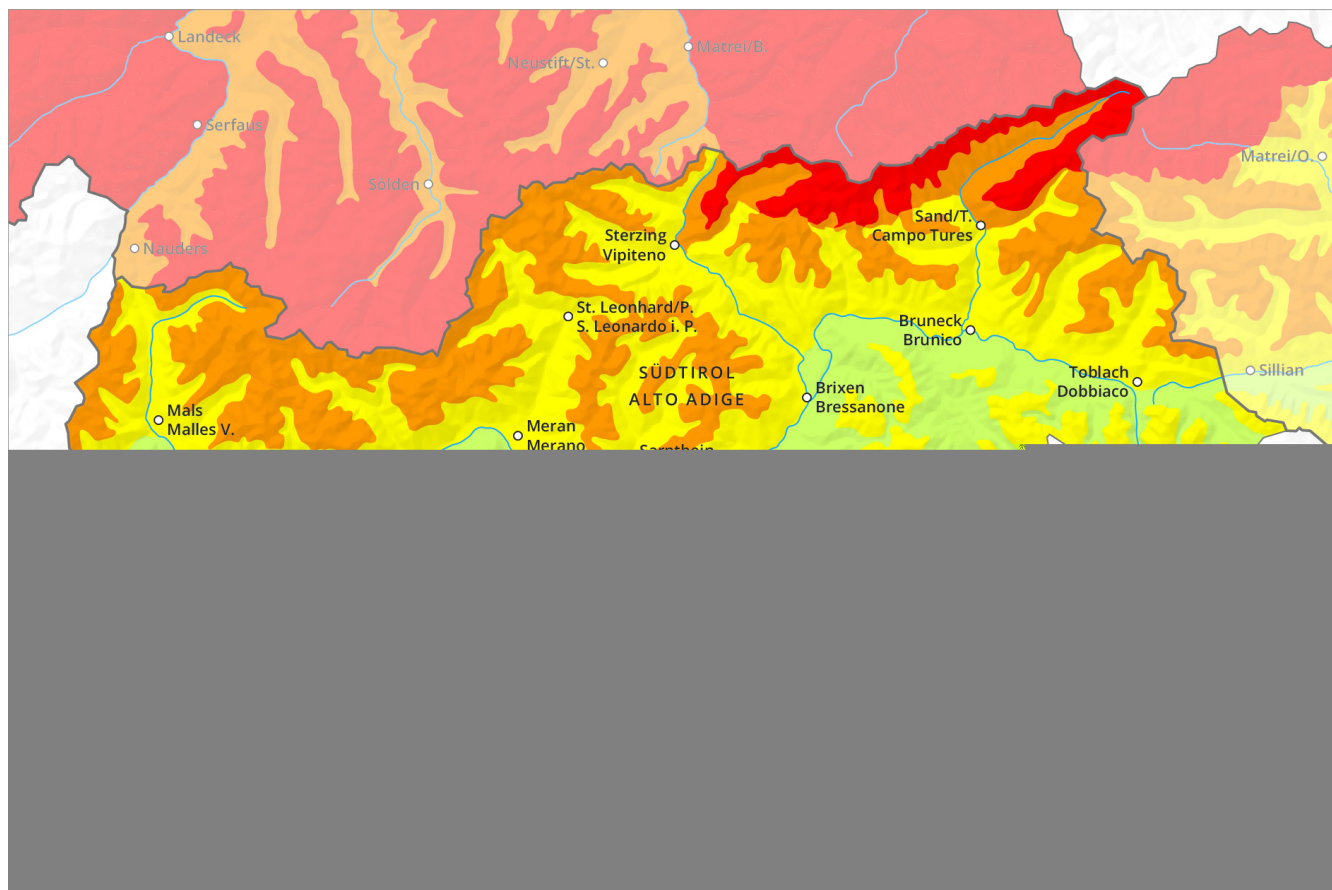 Landeck
Matrei/B.
Neustift/St.
Serfaus
Matrei/O.
Sölden
Sand/T.
Campo Tures
Nauders
Sterzing
Vipiteno
St. Leonhard/P.
S. Leonardo i. P.
Bruneck
Brunico
SÜDTIROL
ALTO ADIGE
Toblach
Dobbiaco
Sillian
Brixen
Bressanone
Mals
Malles V.
Meran
Merano
Sarnthein